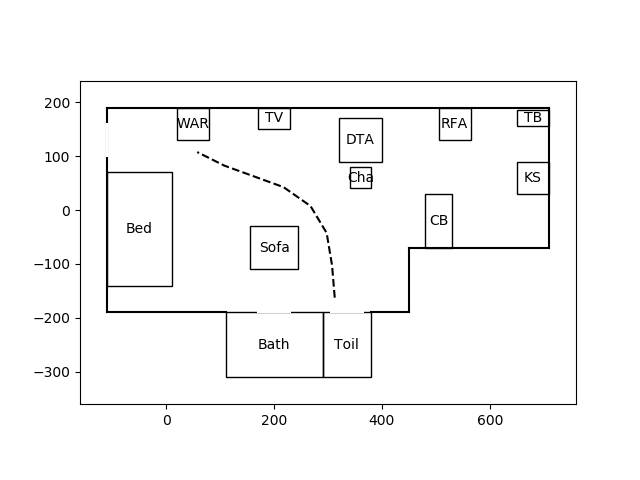 200
100
0
−100
−200
−300
WAR
TV
DTA
RFA
TB
Cha
KS
Bed
Sofa
CB
Bath
Toil
0
200
400
600